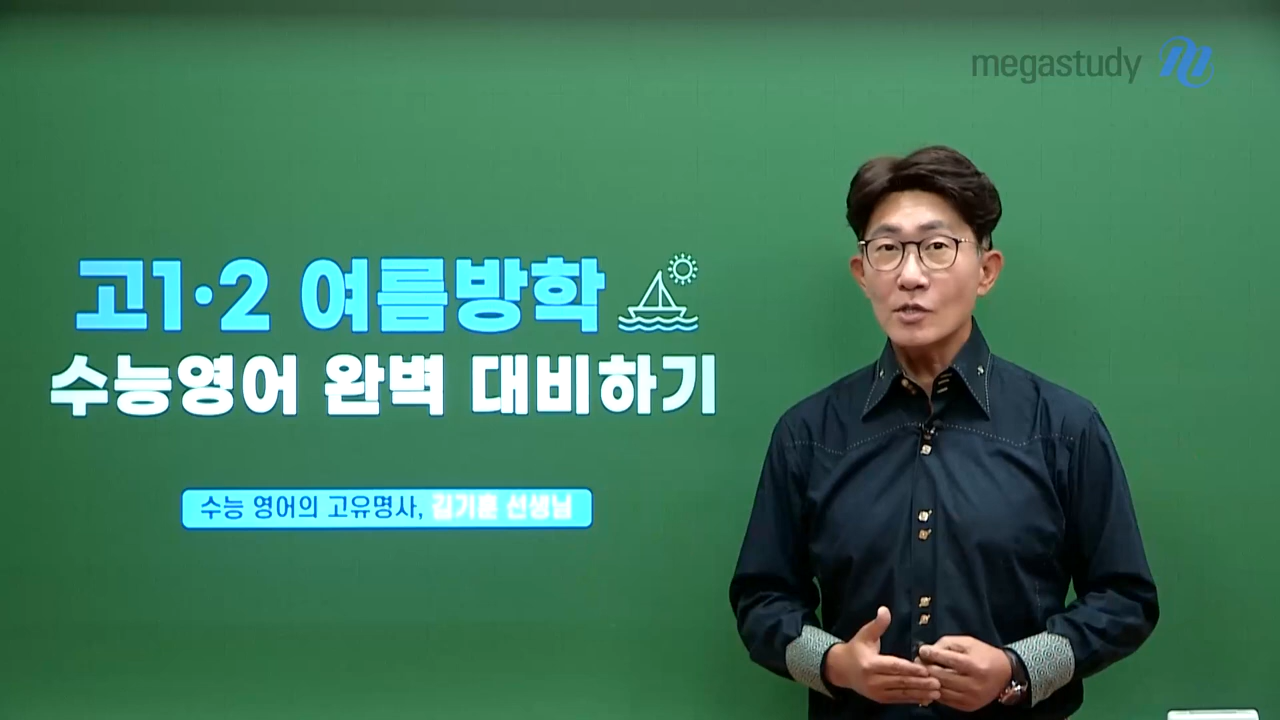 megastudy
고1·2 여름방학
수능영어 완벽 대비하기
수능 영어의 고유명사, 김기훈 선생님